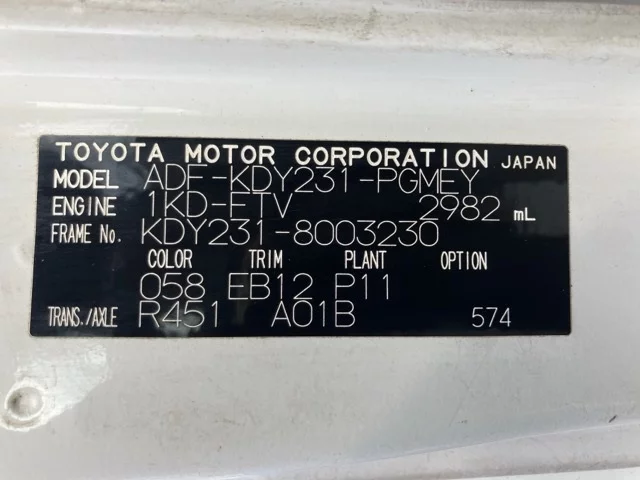 TOYOTA MOTOR CORPORATION JAPAN
MODEL ADF-KDY231-PGMEY
ENGINE 1KD-FTV 2982 mL
FRAME No. KDY231-8003230
COLOR TRIM PLANT OPTION
058 EB12 P11
TRANS./AXLE R451 A01B 574